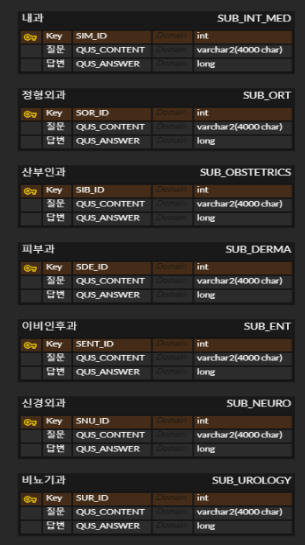 내과 SUB_INT_MED
Key SIM_ID Domain int
질문 QUS_CONTENT Domain varchar2(4000 char)
답변 QUS_ANSWER Domain long
정형외과 SUB_ORT
Key SOR_ID Domain int
질문 QUS_CONTENT Domain varchar2(4000 char)
답변 QUS_ANSWER Domain long
산부인과 SUB_OBSTETRICS
Key SIB_ID Domain int
질문 QUS_CONTENT Domain varchar2(4000 char)
답변 QUS_ANSWER Domain long
피부과 SUB_DERMA
Key SDE_ID Domain int
질문 QUS_CONTENT Domain varchar2(4000 char)
답변 QUS_ANSWER Domain long
이비인후과 SUB_ENT
Key SENT_ID Domain int
질문 QUS_CONTENT Domain varchar2(4000 char)
답변 QUS_ANSWER Domain long
신경외과 SUB_NEURO
Key SNU_ID Domain int
질문 QUS_CONTENT Domain varchar2(4000 char)
답변 QUS_ANSWER Domain long
비뇨기과 SUB_UROLOGY
Key SUR_ID Domain int
질문 QUS_CONTENT Domain varchar2(4000 char)
답변 QUS_ANSWER Domain long